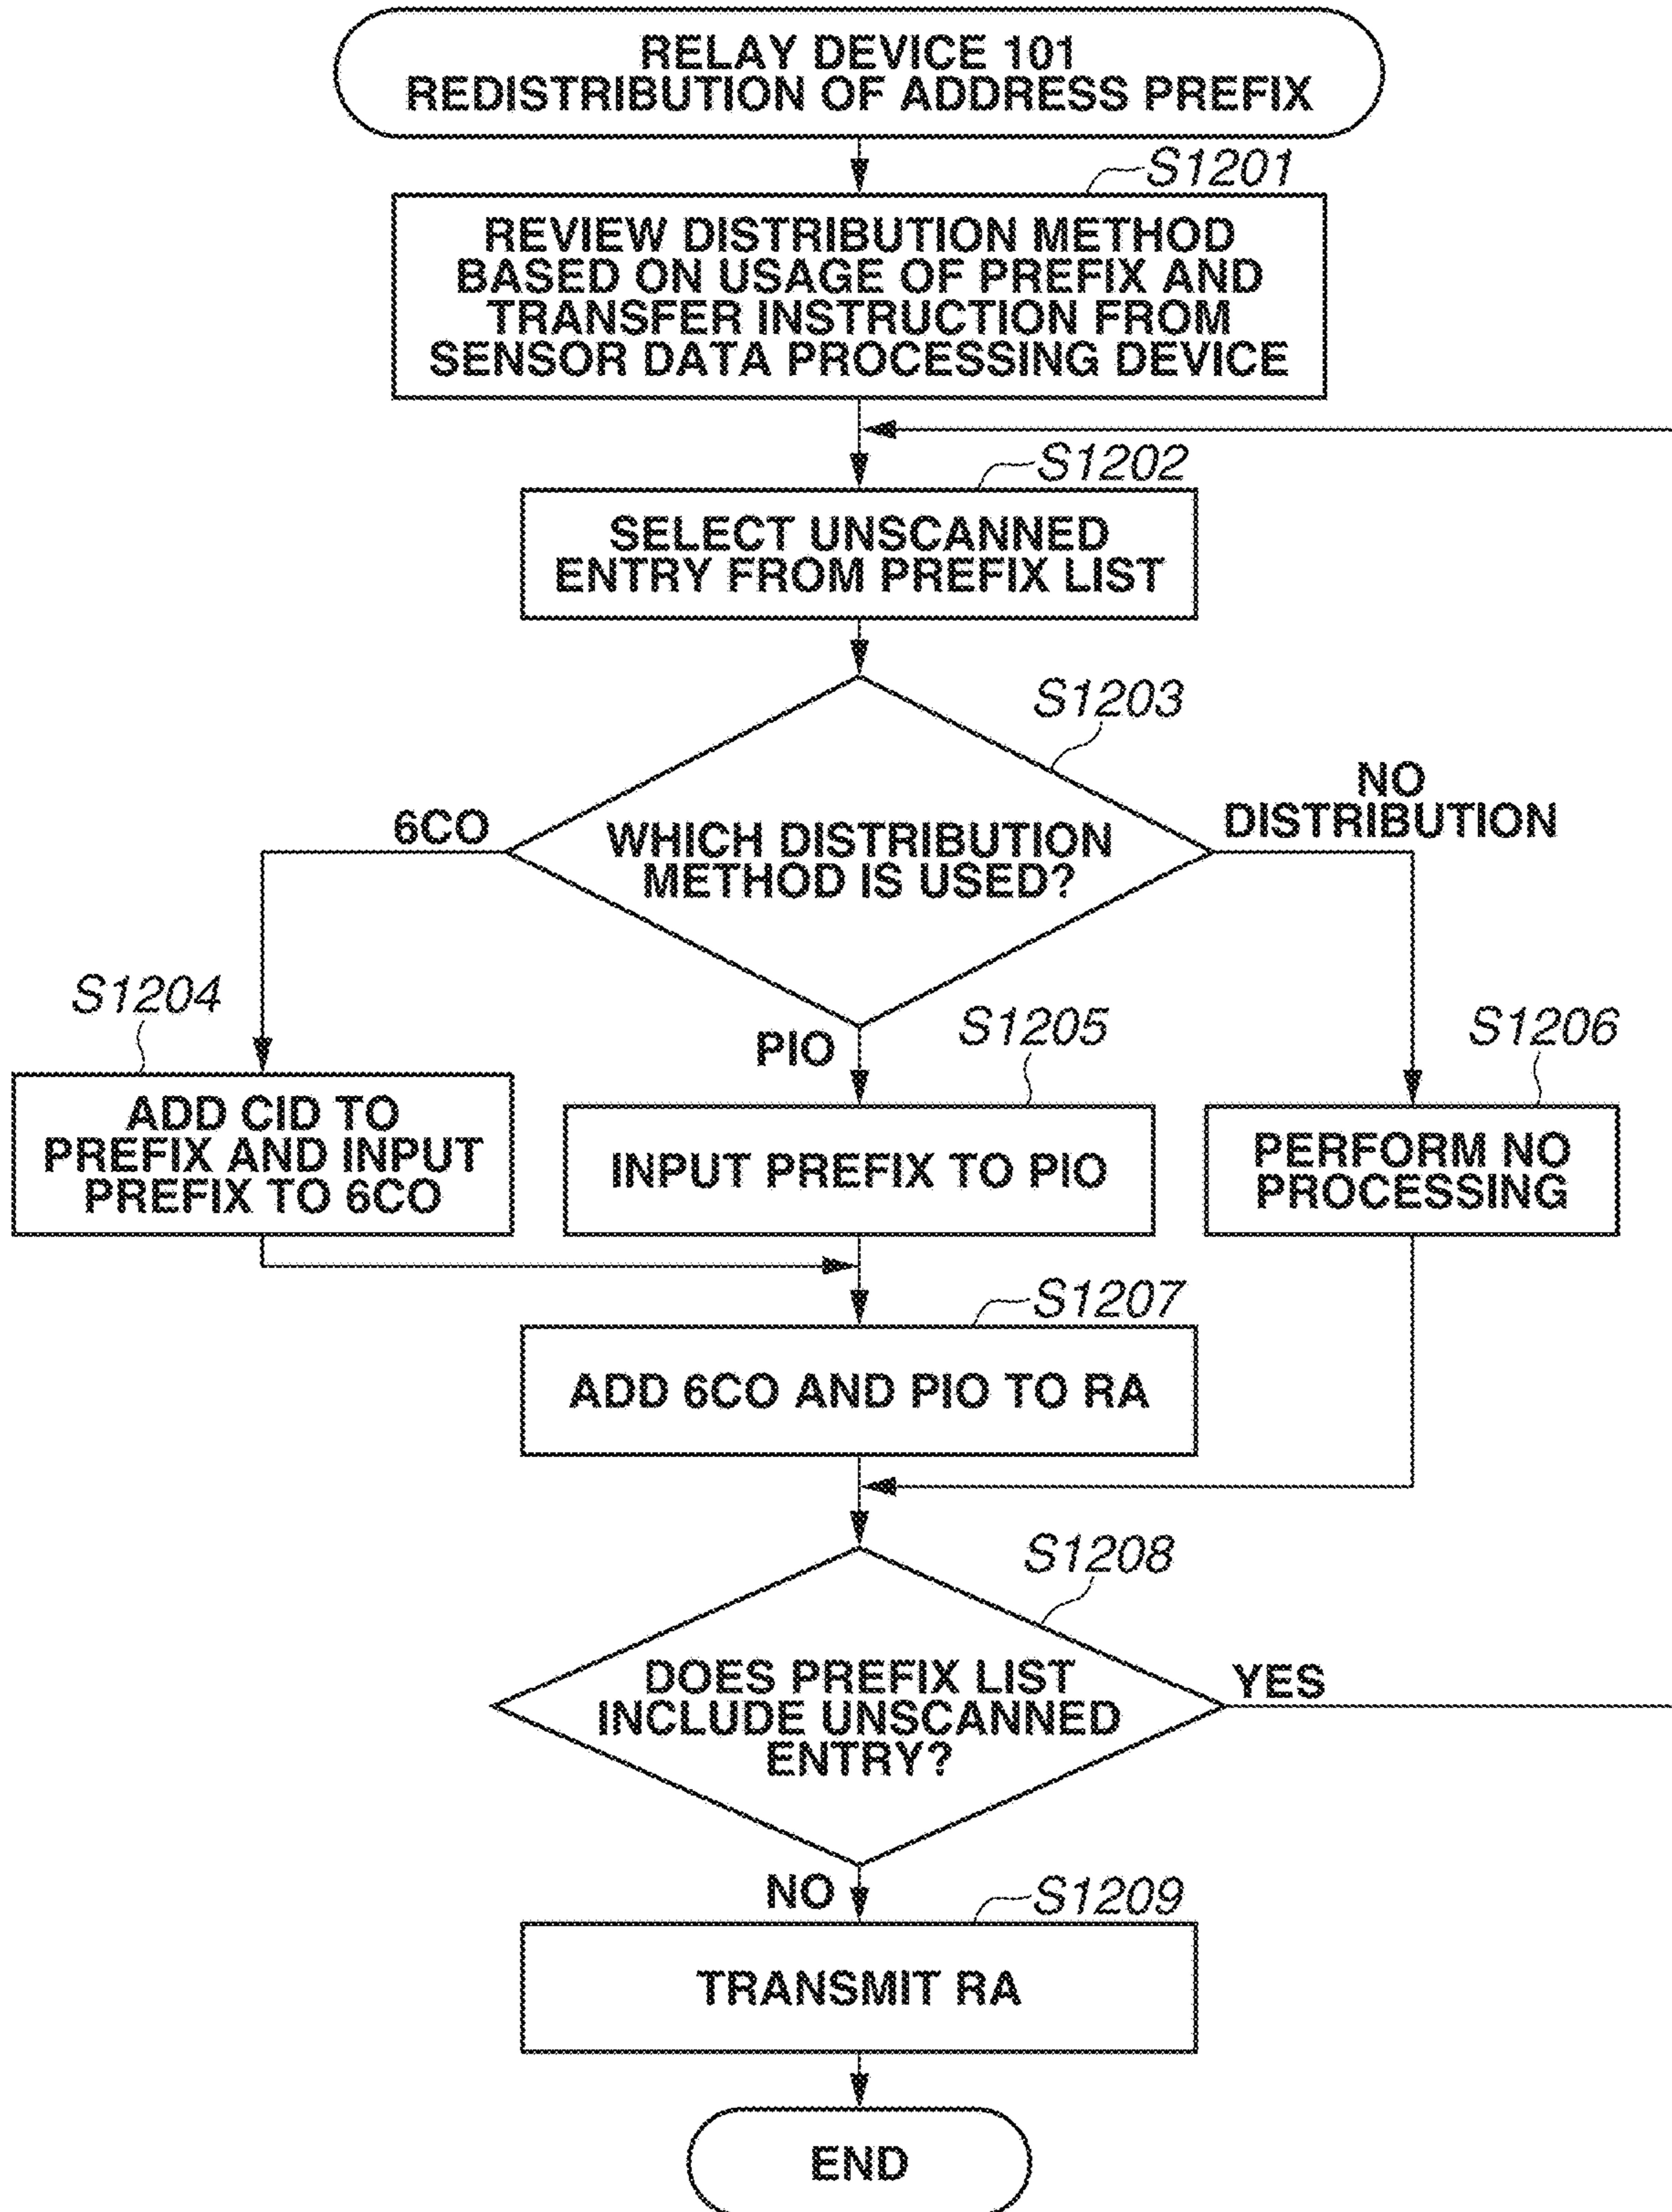 RELAY DEVICE 101
REDISTRIBUTION OF ADDRESS PREFIX
S1201
REVIEW DISTRIBUTION METHOD
BASED ON USAGE OF PREFIX AND
TRANSFER INSTRUCTION FROM
SENSOR DATA PROCESSING DEVICE
S1202
SELECT UNSCANNED
ENTRY FROM PREFIX LIST
S1203
WHICH DISTRIBUTION
METHOD IS USED?
6CO
NO
DISTRIBUTION
PIO
S1204
ADD CID TO
PREFIX AND INPUT
PREFIX TO 6CO
S1205
INPUT PREFIX TO PIO
S1206
PERFORM NO
PROCESSING
S1207
ADD 6CO AND PIO TO RA
S1208
DOES PREFIX LIST
INCLUDE UNSCANNED
ENTRY?
YES
NO
S1209
TRANSMIT RA
END